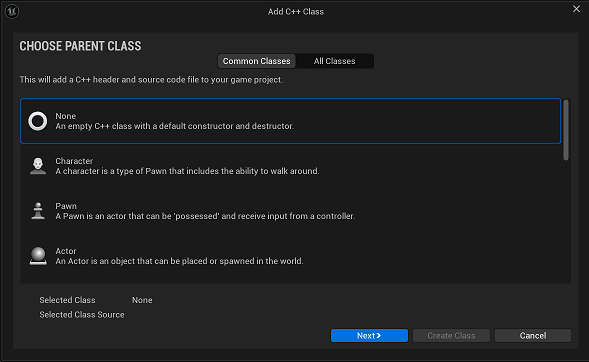 Add C++ Class
CHOOSE PARENT CLASS
Common Classes
All Classes
This will add a C++ header and source code file to your game project.
None
An empty C++ class with a default constructor and destructor.
Character
A character is a type of Pawn that includes the ability to walk around.
Pawn
A Pawn is an actor that can be 'possessed' and receive input from a controller.
Actor
An Actor is an object that can be placed or spawned in the world.
Selected Class None
Selected Class Source
Next
Create Class
Cancel